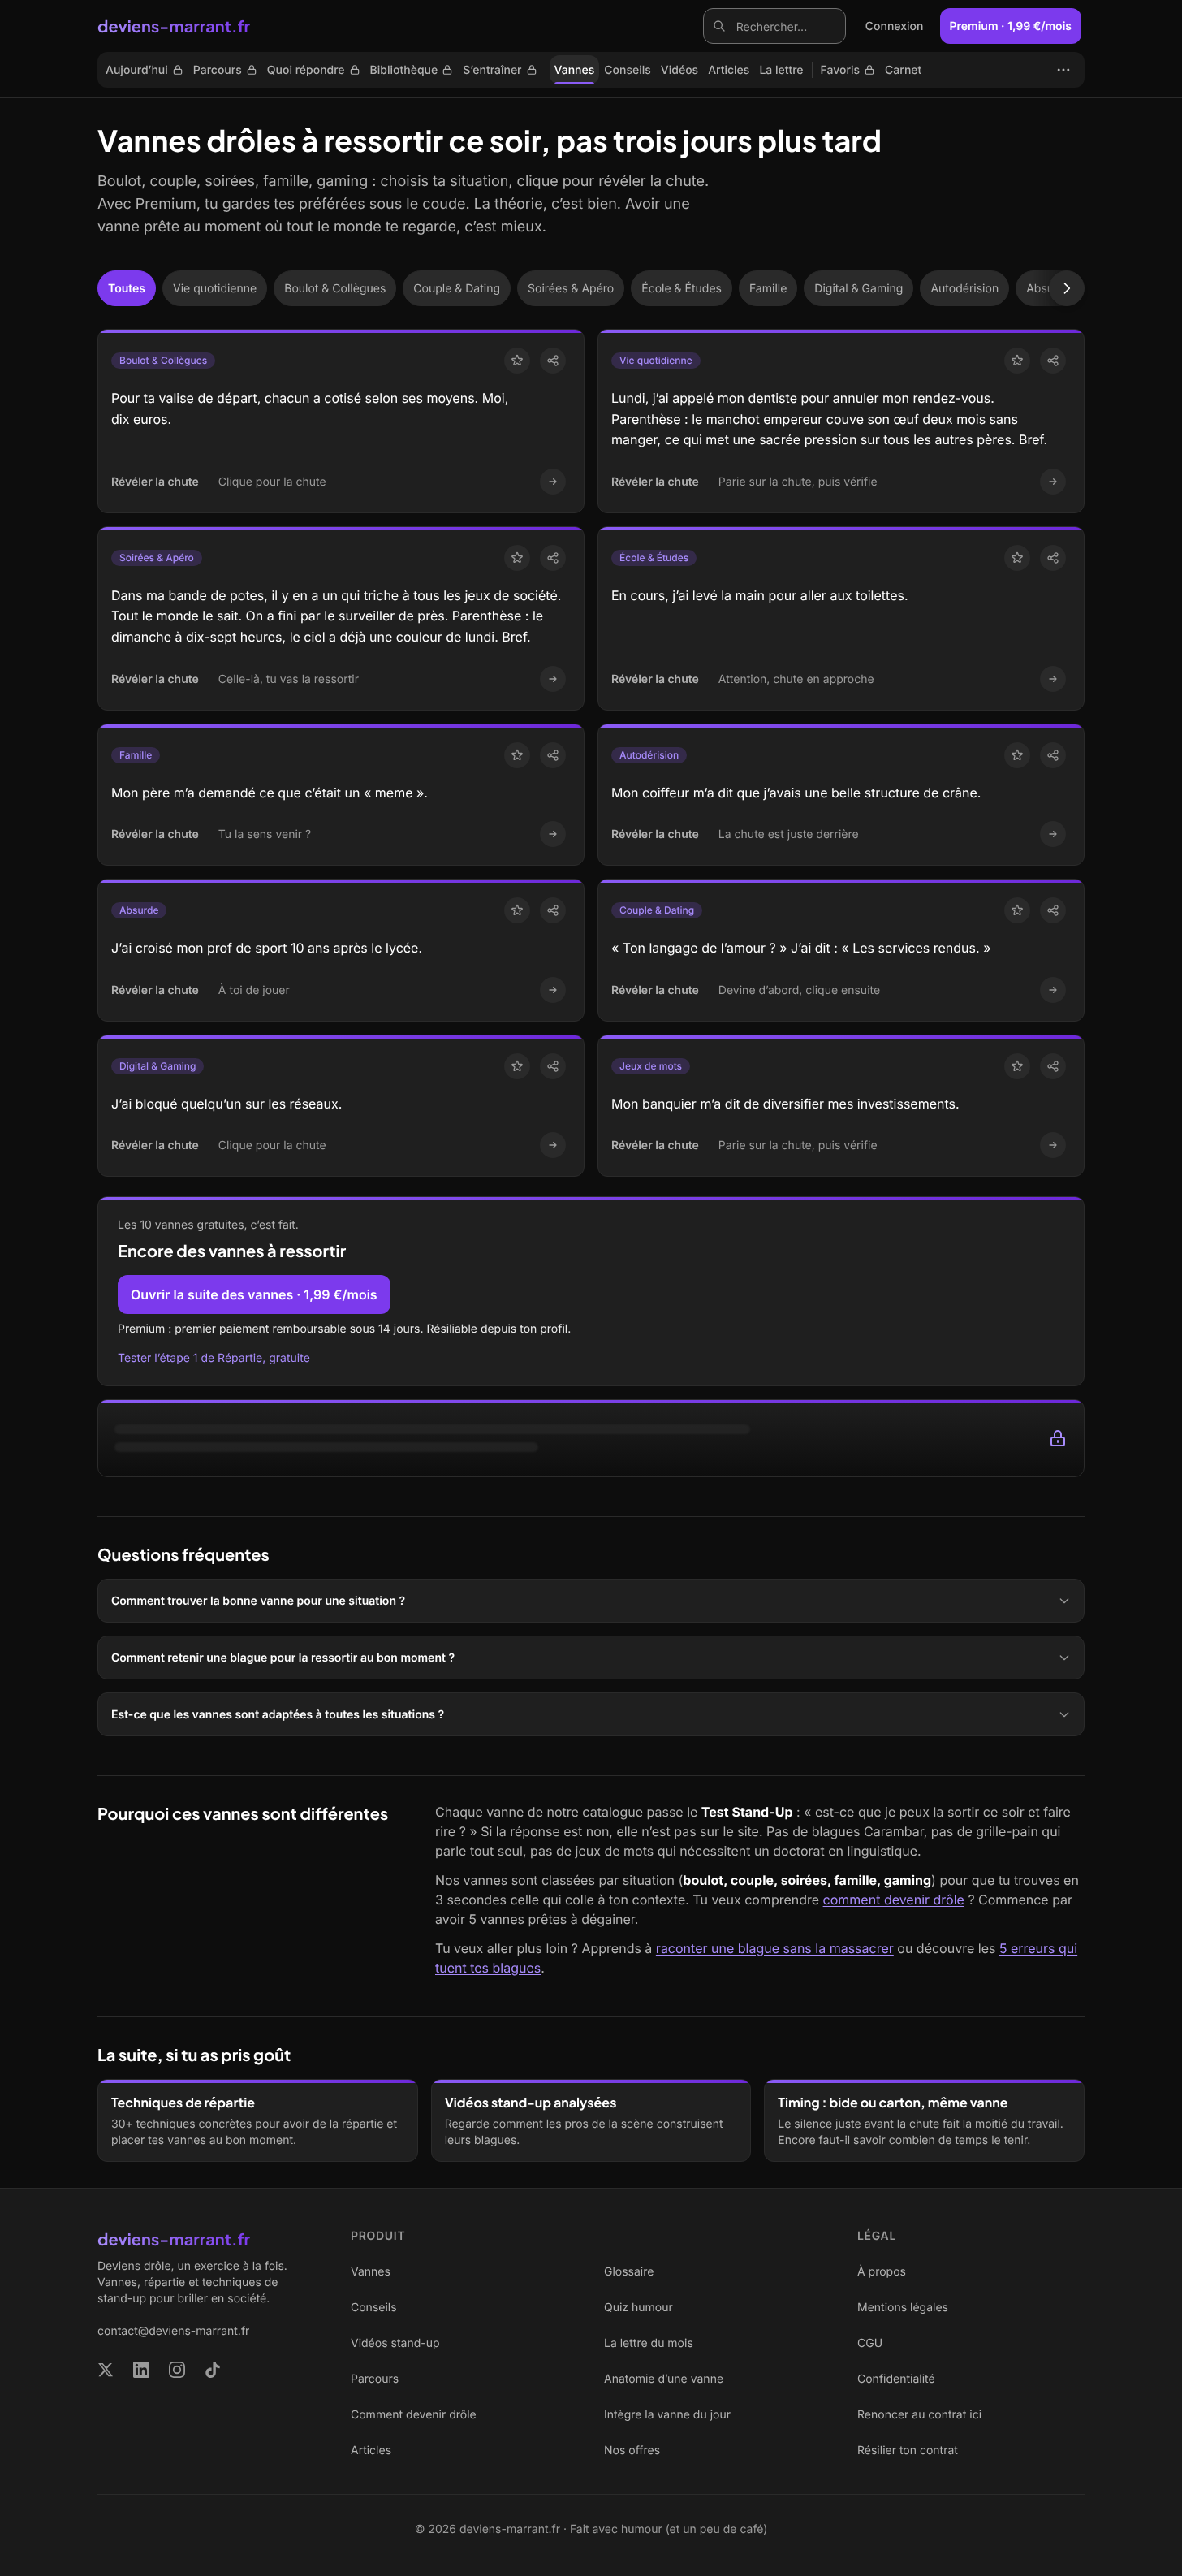 deviens-marrant.fr
Rechercher...
Connexion
Premium · 1,99 €/mois
Aujourd’hui
Parcours
Quoi répondre
Bibliothèque
S’entraîner
Vannes
Conseils
Vidéos
Articles
La lettre
Favoris
Carnet
Vannes drôles à ressortir ce soir, pas trois jours plus tard
Boulot, couple, soirées, famille, gaming : choisis ta situation, clique pour révéler la chute.
Avec Premium, tu gardes tes préférées sous le coude. La théorie, c’est bien. Avoir une
vanne prête au moment où tout le monde te regarde, c’est mieux.
Toutes
Vie quotidienne
Boulot & Collègues
Couple & Dating
Soirées & Apéro
École & Études
Famille
Digital & Gaming
Autodérision
Boulot & Collègues
Pour ta valise de départ, chacun a cotisé selon ses moyens. Moi,
dix euros.
Révéler la chute
Clique pour la chute
Vie quotidienne
Lundi, j’ai appelé mon dentiste pour annuler mon rendez-vous.
Parenthèse : le manchot empereur couve son œuf deux mois sans
manger, ce qui met une sacrée pression sur tous les autres pères. Bref.
Révéler la chute
Parie sur la chute, puis vérifie
Soirées & Apéro
Dans ma bande de potes, il y en a un qui triche à tous les jeux de société.
Tout le monde le sait. On a fini par le surveiller de près. Parenthèse : le
dimanche à dix-sept heures, le ciel a déjà une couleur de lundi. Bref.
Révéler la chute
Celle-là, tu vas la ressortir
École & Études
En cours, j’ai levé la main pour aller aux toilettes.
Révéler la chute
Attention, chute en approche
Famille
Mon père m’a demandé ce que c’était un « meme ».
Révéler la chute
Tu la sens venir ?
Autodérision
Mon coiffeur m’a dit que j’avais une belle structure de crâne.
Révéler la chute
La chute est juste derrière
Absurde
J’ai croisé mon prof de sport 10 ans après le lycée.
Révéler la chute
À toi de jouer
Couple & Dating
« Ton langage de l’amour ? » J’ai dit : « Les services rendus. »
Révéler la chute
Devine d’abord, clique ensuite
Digital & Gaming
J’ai bloqué quelqu’un sur les réseaux.
Révéler la chute
Clique pour la chute
Jeux de mots
Mon banquier m’a dit de diversifier mes investissements.
Révéler la chute
Parie sur la chute, puis vérifie
Les 10 vannes gratuites, c’est fait.
Encore des vannes à ressortir
Ouvrir la suite des vannes · 1,99 €/mois
Premium : premier paiement remboursable sous 14 jours. Résiliable depuis ton profil.
Tester l’étape 1 de Répartie, gratuite
Questions fréquentes
Comment trouver la bonne vanne pour une situation ?
Comment retenir une blague pour la ressortir au bon moment ?
Est-ce que les vannes sont adaptées à toutes les situations ?
Pourquoi ces vannes sont différentes
Chaque vanne de notre catalogue passe le Test Stand-Up : « est-ce que je peux la sortir ce soir et faire
rire ? » Si la réponse est non, elle n’est pas sur le site. Pas de blagues Carambar, pas de grille-pain qui
parle tout seul, pas de jeux de mots qui nécessitent un doctorat en linguistique.
Nos vannes sont classées par situation (boulot, couple, soirées, famille, gaming) pour que tu trouves en
3 secondes celle qui colle à ton contexte. Tu veux comprendre comment devenir drôle ? Commence par
avoir 5 vannes prêtes à dégainer.
Tu veux aller plus loin ? Apprends à raconter une blague sans la massacrer ou découvre les 5 erreurs qui
tuent tes blagues.
La suite, si tu as pris goût
Techniques de répartie
30+ techniques concrètes pour avoir de la répartie et
placer tes vannes au bon moment.
Vidéos stand-up analysées
Regarde comment les pros de la scène construisent
leurs blagues.
Timing : bide ou carton, même vanne
Le silence juste avant la chute fait la moitié du travail.
Encore faut-il savoir combien de temps le tenir.
deviens-marrant.fr
Deviens drôle, un exercice à la fois.
Vannes, répartie et techniques de
stand-up pour briller en société.
contact@deviens-marrant.fr
PRODUIT
Vannes
Conseils
Vidéos stand-up
Parcours
Comment devenir drôle
Articles
Glossaire
Quiz humour
La lettre du mois
Anatomie d’une vanne
Intègre la vanne du jour
Nos offres
LÉGAL
À propos
Mentions légales
CGU
Confidentialité
Renoncer au contrat ici
Résilier ton contrat
© 2026 deviens-marrant.fr · Fait avec humour (et un peu de café)